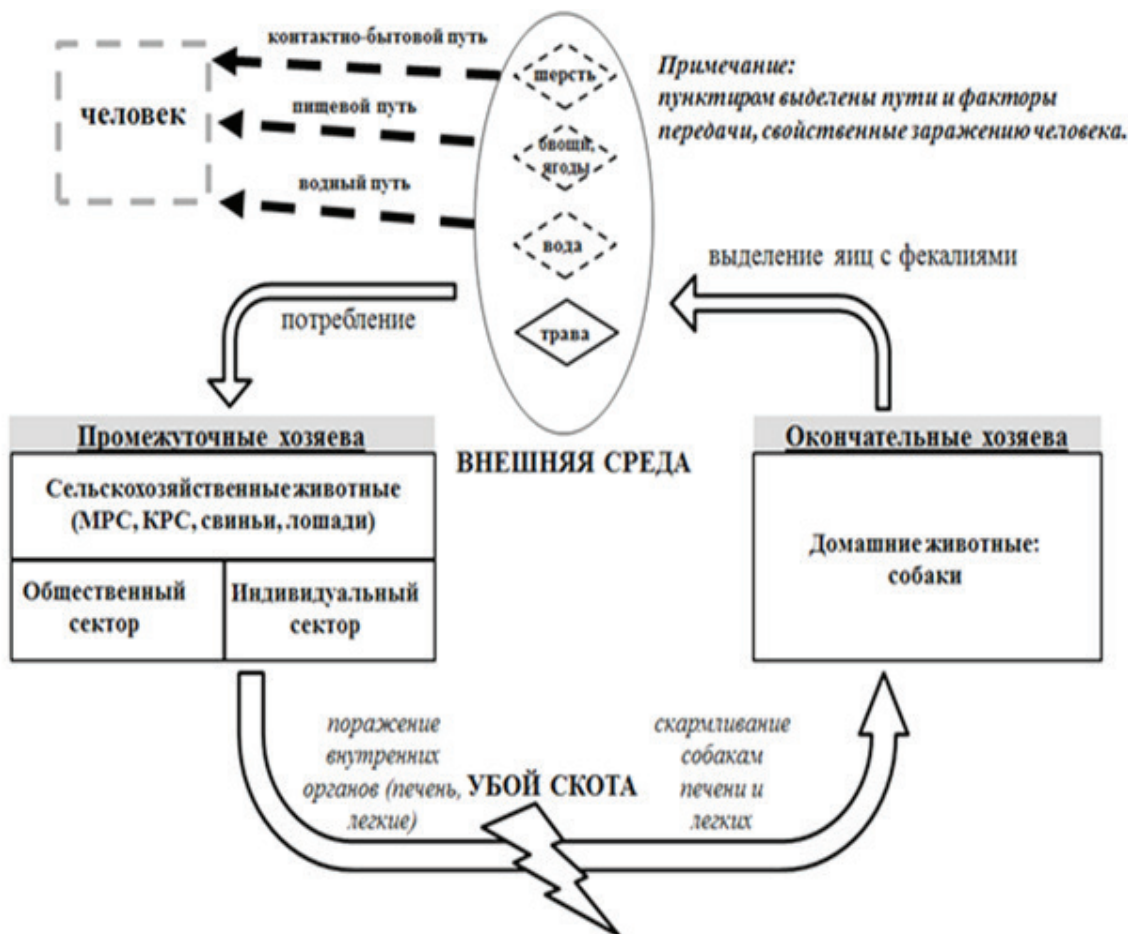 контактно-бытовой путь
пищевой путь
человек
водный путь
шерсть
бвощи,
ягоды
вода
трава
Примечание:
пунктиром выделены пути и факторы
передачи, свойственные заражению человека.
выделение яиц с фекалиями
потребление
Промежуточные хозяева
Сельскохозяйственные животные
(МРС, КРС, свиньи, лошади)
Общественный
сектор
Индивидуальный
сектор
ВНЕШНЯЯ СРЕДА
Окончательные хозяева
Домашние животные:
собаки
поражение
внутренних
органов (печень,
легкие)
УБОЙ СКОТА
скармливание
собакам
печени и
легких